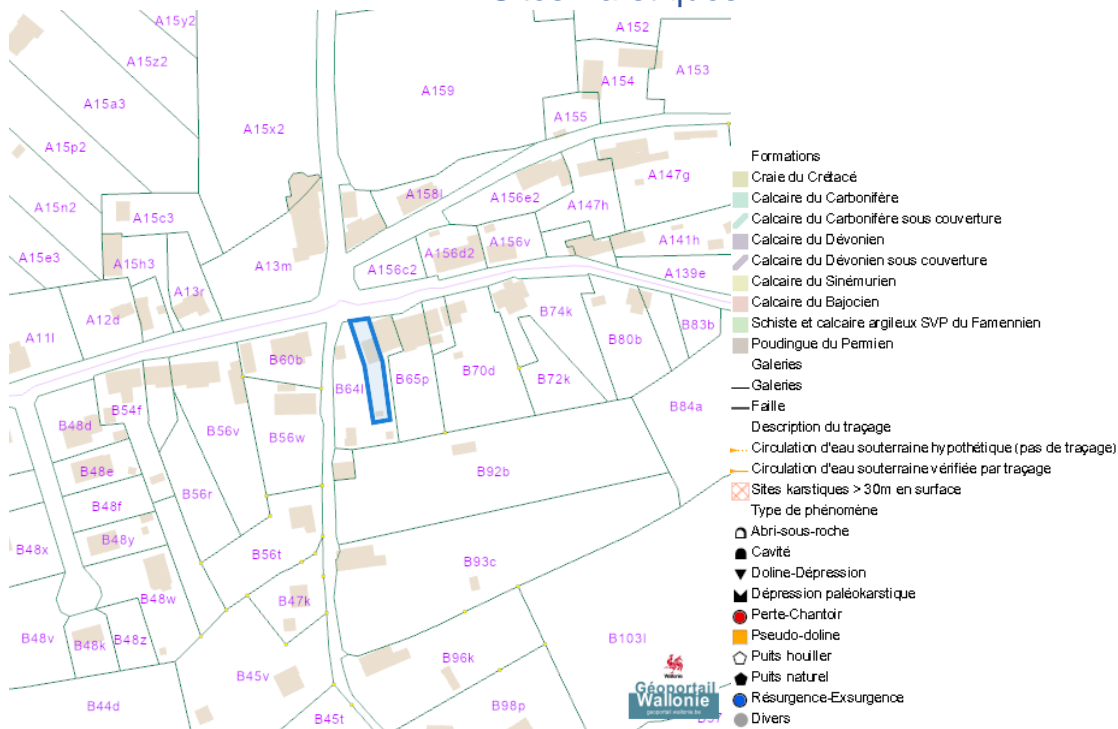 A15y2
A152
A15z2
A153
A154
A159
A15a3
A155
A15x2
A15p2
A147g
A158l
A156e2
A15n2
A147h
A15c3
A141h
A156d2
A156v
A15e3
A15h3
A13m
A156c2
A139e
A13r
A12d
B74k
B83b
A11l
B80b
B60b
B65p
B70d
B72k
B64l
B84a
B54f
B48d
B56v
B56w
B48e
B92b
B56r
B48f
B48y
B48x
B56t
B93c
B48w
B47k
B48v
B48k
B48z
B103l
B96k
B45v
B44d
B98p
B45t
Formations
Craie du Crétacé
Calcaire du Carbonifère
Calcaire du Carbonifère sous couverture
Calcaire du Dévonien
Calcaire du Dévonien sous couverture
Calcaire du Sinémurien
Calcaire du Bajocien
Schiste et calcaire argileux SVP du Famennien
Poudingue du Permien
Galeries
Galeries
Faille
Description du traçage
Circulation d'eau souterraine hypothétique (pas de traçage)
Circulation d'eau souterraine vérifiée par traçage
Sites karstiques > 30m en surface
Type de phénomène
Abri-sous-roche
Cavité
Doline-Dépression
Dépression paléokarstique
Perte-Chantoir
Pseudo-doline
Puits houiller
Puits naturel
Résurgence-Exsurgence
Divers
Wallonie
Géoportail
Wallonie
geoportail.wallonie.be